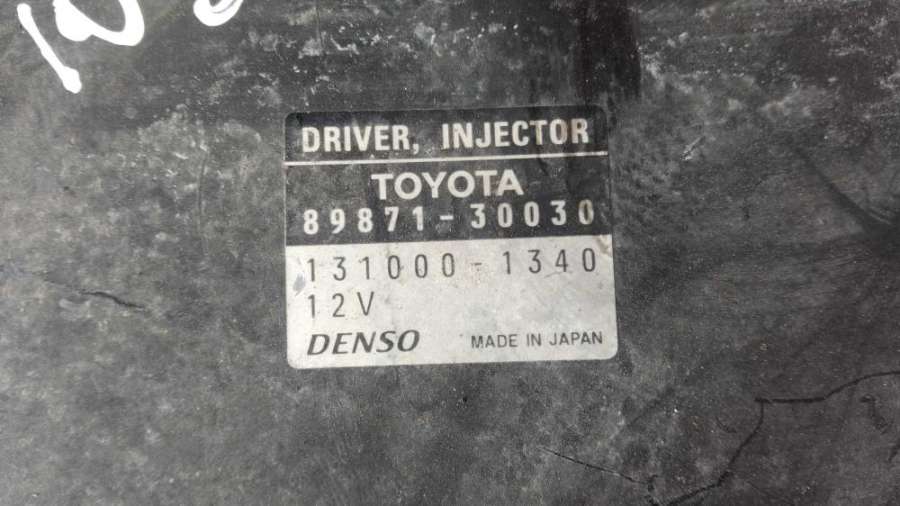 DRIVER, INJECTOR
TOYOTA
89871-30030
131000-1340
12V
DENSO MADE IN JAPAN